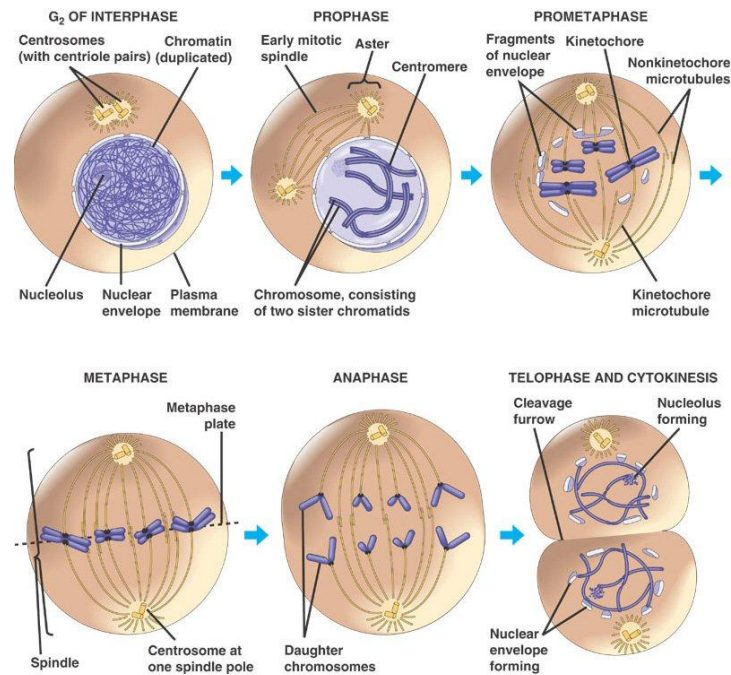 G₂ OF INTERPHASE
PROPHASE
PROMETAPHASE
Centrosomes
(with centriole pairs)
Chromatin
(duplicated)
Early mitotic
spindle
Aster
Centromere
Fragments
of nuclear
envelope
Kinetochore
Nonkinetochore
microtubules
Nucleolus
Nuclear
envelope
Plasma
membrane
Chromosome, consisting
of two sister chromatids
Kinetochore
microtubule
METAPHASE
ANAPHASE
TELOPHASE AND CYTOKINESIS
Metaphase
plate
Cleavage
furrow
Nucleolus
forming
Spindle
Centrosome at
one spindle pole
Daughter
chromosomes
Nuclear
envelope
forming